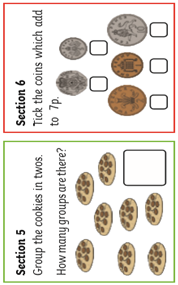 Section 5
Group the cookies in twos.
How many groups are there?
Section 6
Tick the coins which add
to 7p.